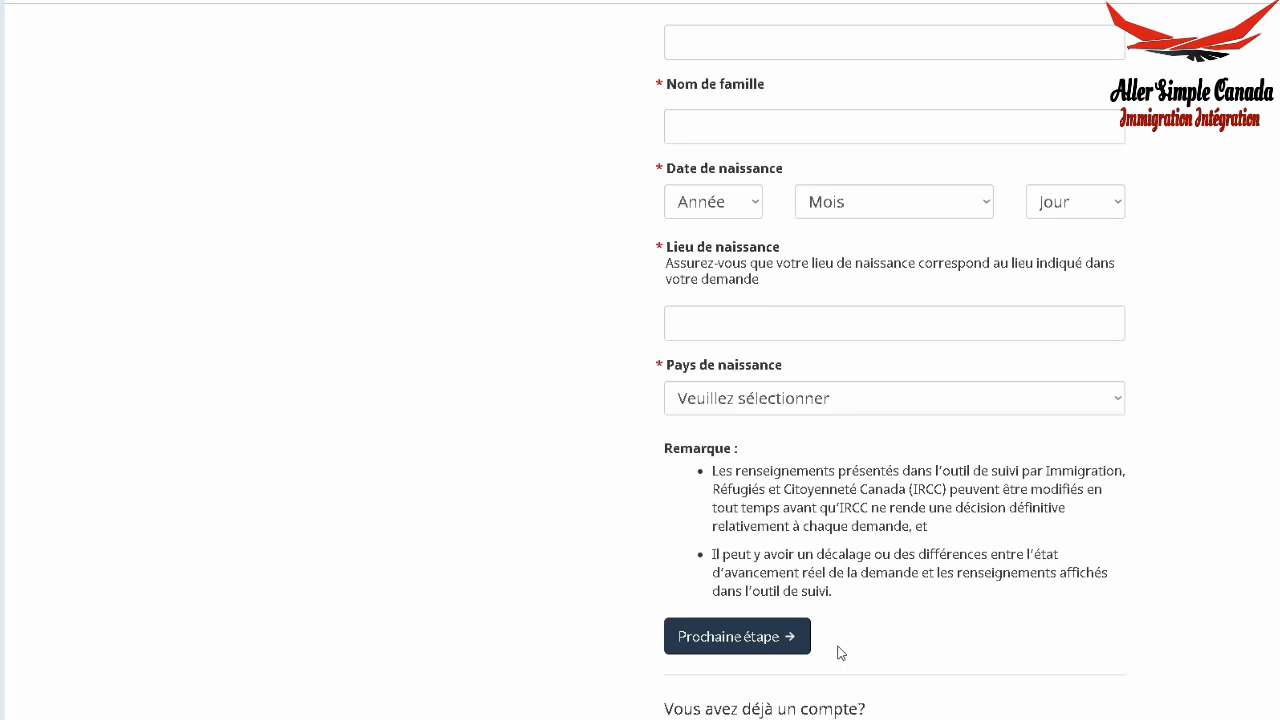 Aller Simple Canada
Immigration Intégration
* Nom de famille
* Date de naissance
Année Mois Jour
* Lieu de naissance
Assurez-vous que votre lieu de naissance correspond au lieu indiqué dans
votre demande
* Pays de naissance
Veuillez sélectionner
Remarque :
• Les renseignements présentés dans l'outil de suivi par Immigration,
Réfugiés et Citoyenneté Canada (IRCC) peuvent être modifiés en
tout temps avant qu'IRCC ne rende une décision définitive
relativement à chaque demande, et
• Il peut y avoir un décalage ou des différences entre l'état
d'avancement réel de la demande et les renseignements affichés
dans l'outil de suivi.
Prochaine étape →
Vous avez déjà un compte?